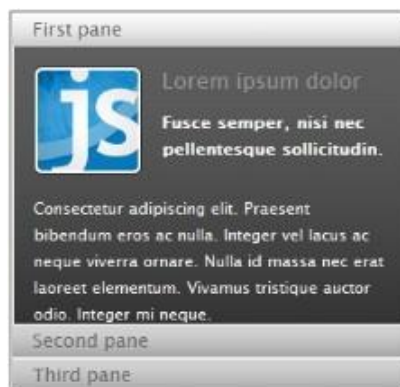 First pane
js
Lorem ipsum dolor
Fusce semper, nisi nec
pellentesque sollicitudin.
Consectetur adipiscing elit. Praesent
bibendum eros ac nulla. Integer vel lacus ac
neque viverra ornare. Nulla id massa nec erat
laoreet elementum. Vivamus tristique auctor
odio. Integer mi neque.
Second pane
Third pane